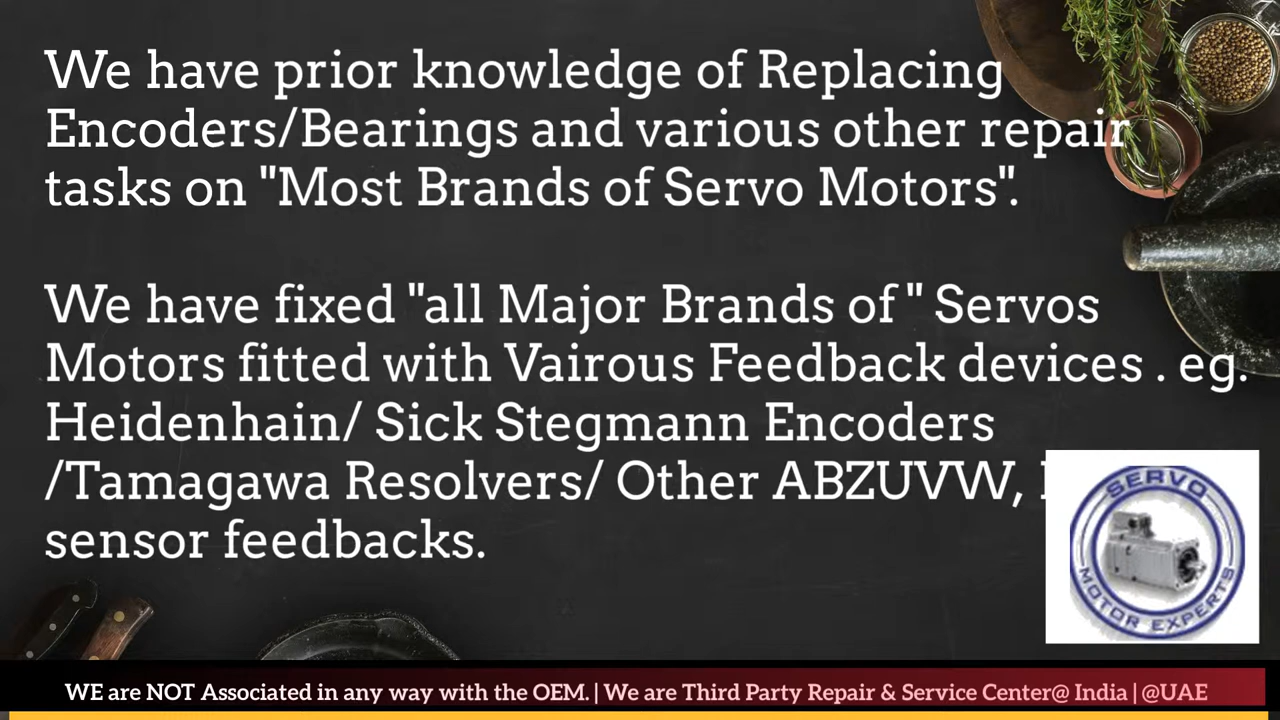 We have prior knowledge of Replacing
Encoders/Bearings and various other repair
tasks on "Most Brands of Servo Motors".
We have fixed "all Major Brands of " Servos
Motors fitted with Vairous Feedback devices . eg.
Heidenhain/ Sick Stegmann Encoders
/Tamagawa Resolvers/ Other ABZUVW,
sensor feedbacks.
SERVO
MOTOR EXPERTS
WE are NOT Associated in any way with the OEM. | We are Third Party Repair & Service Center@ India | @UAE